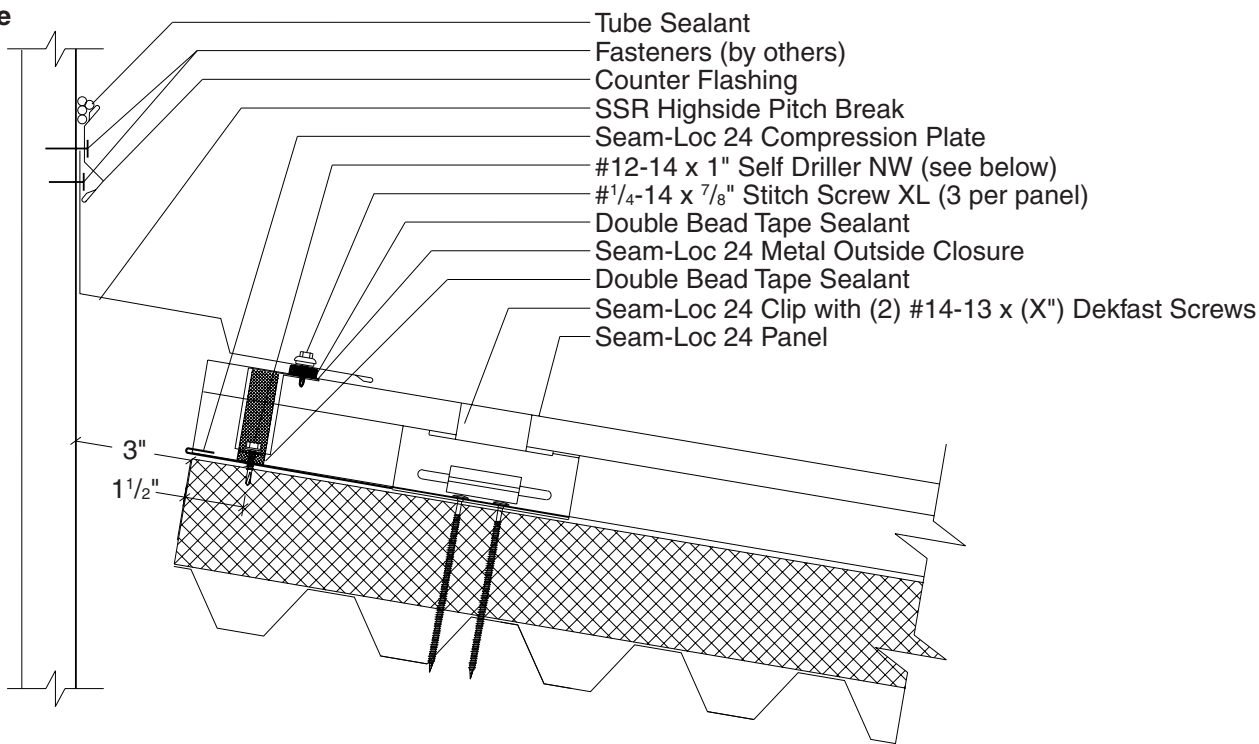 e
Tube Sealant
Fasteners (by others)
Counter Flashing
SSR Highside Pitch Break
Seam-Loc 24 Compression Plate
#12-14 x 1" Self Driller NW (see below)
#1/4-14 x 7/8" Stitch Screw XL (3 per panel)
Double Bead Tape Sealant
Seam-Loc 24 Metal Outside Closure
Double Bead Tape Sealant
Seam-Loc 24 Clip with (2) #14-13 x (X") Dekfast Screws
Seam-Loc 24 Panel
3"
1 1/2"